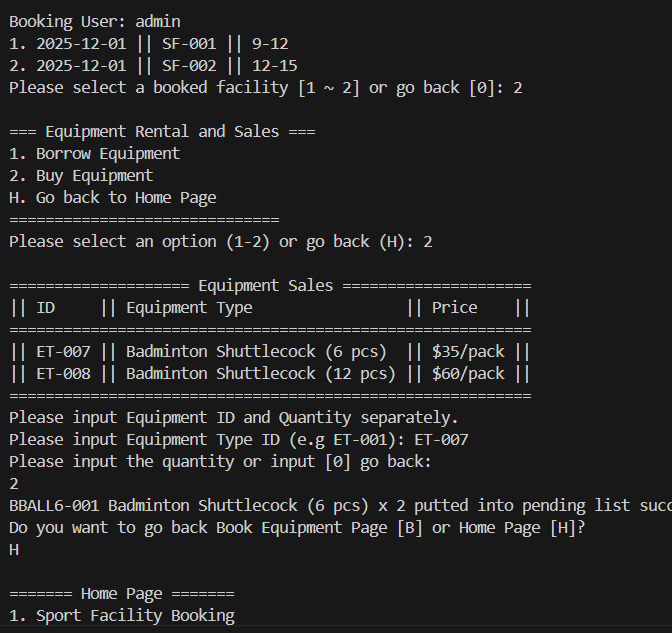 Booking User: admin
1. 2025-12-01 || SF-001 || 9-12
2. 2025-12-01 || SF-002 || 12-15
Please select a booked facility [1 ~ 2] or go back [0]: 2
=== Equipment Rental and Sales ===
1. Borrow Equipment
2. Buy Equipment
H. Go back to Home Page
==============================
Please select an option (1-2) or go back (H): 2
==================== Equipment Sales =====================
|| ID     || Equipment Type                 || Price    ||
==========================================================
|| ET-007 || Badminton Shuttlecock (6 pcs)  || $35/pack ||
|| ET-008 || Badminton Shuttlecock (12 pcs) || $60/pack ||
==========================================================
Please input Equipment ID and Quantity separately.
Please input Equipment Type ID (e.g ET-001): ET-007
Please input the quantity or input [0] go back:
2
BBALL6-001 Badminton Shuttlecock (6 pcs) x 2 putted into pending list
Do you want to go back Book Equipment Page [B] or Home Page [H]?
H
======= Home Page =======
1. Sport Facility Booking